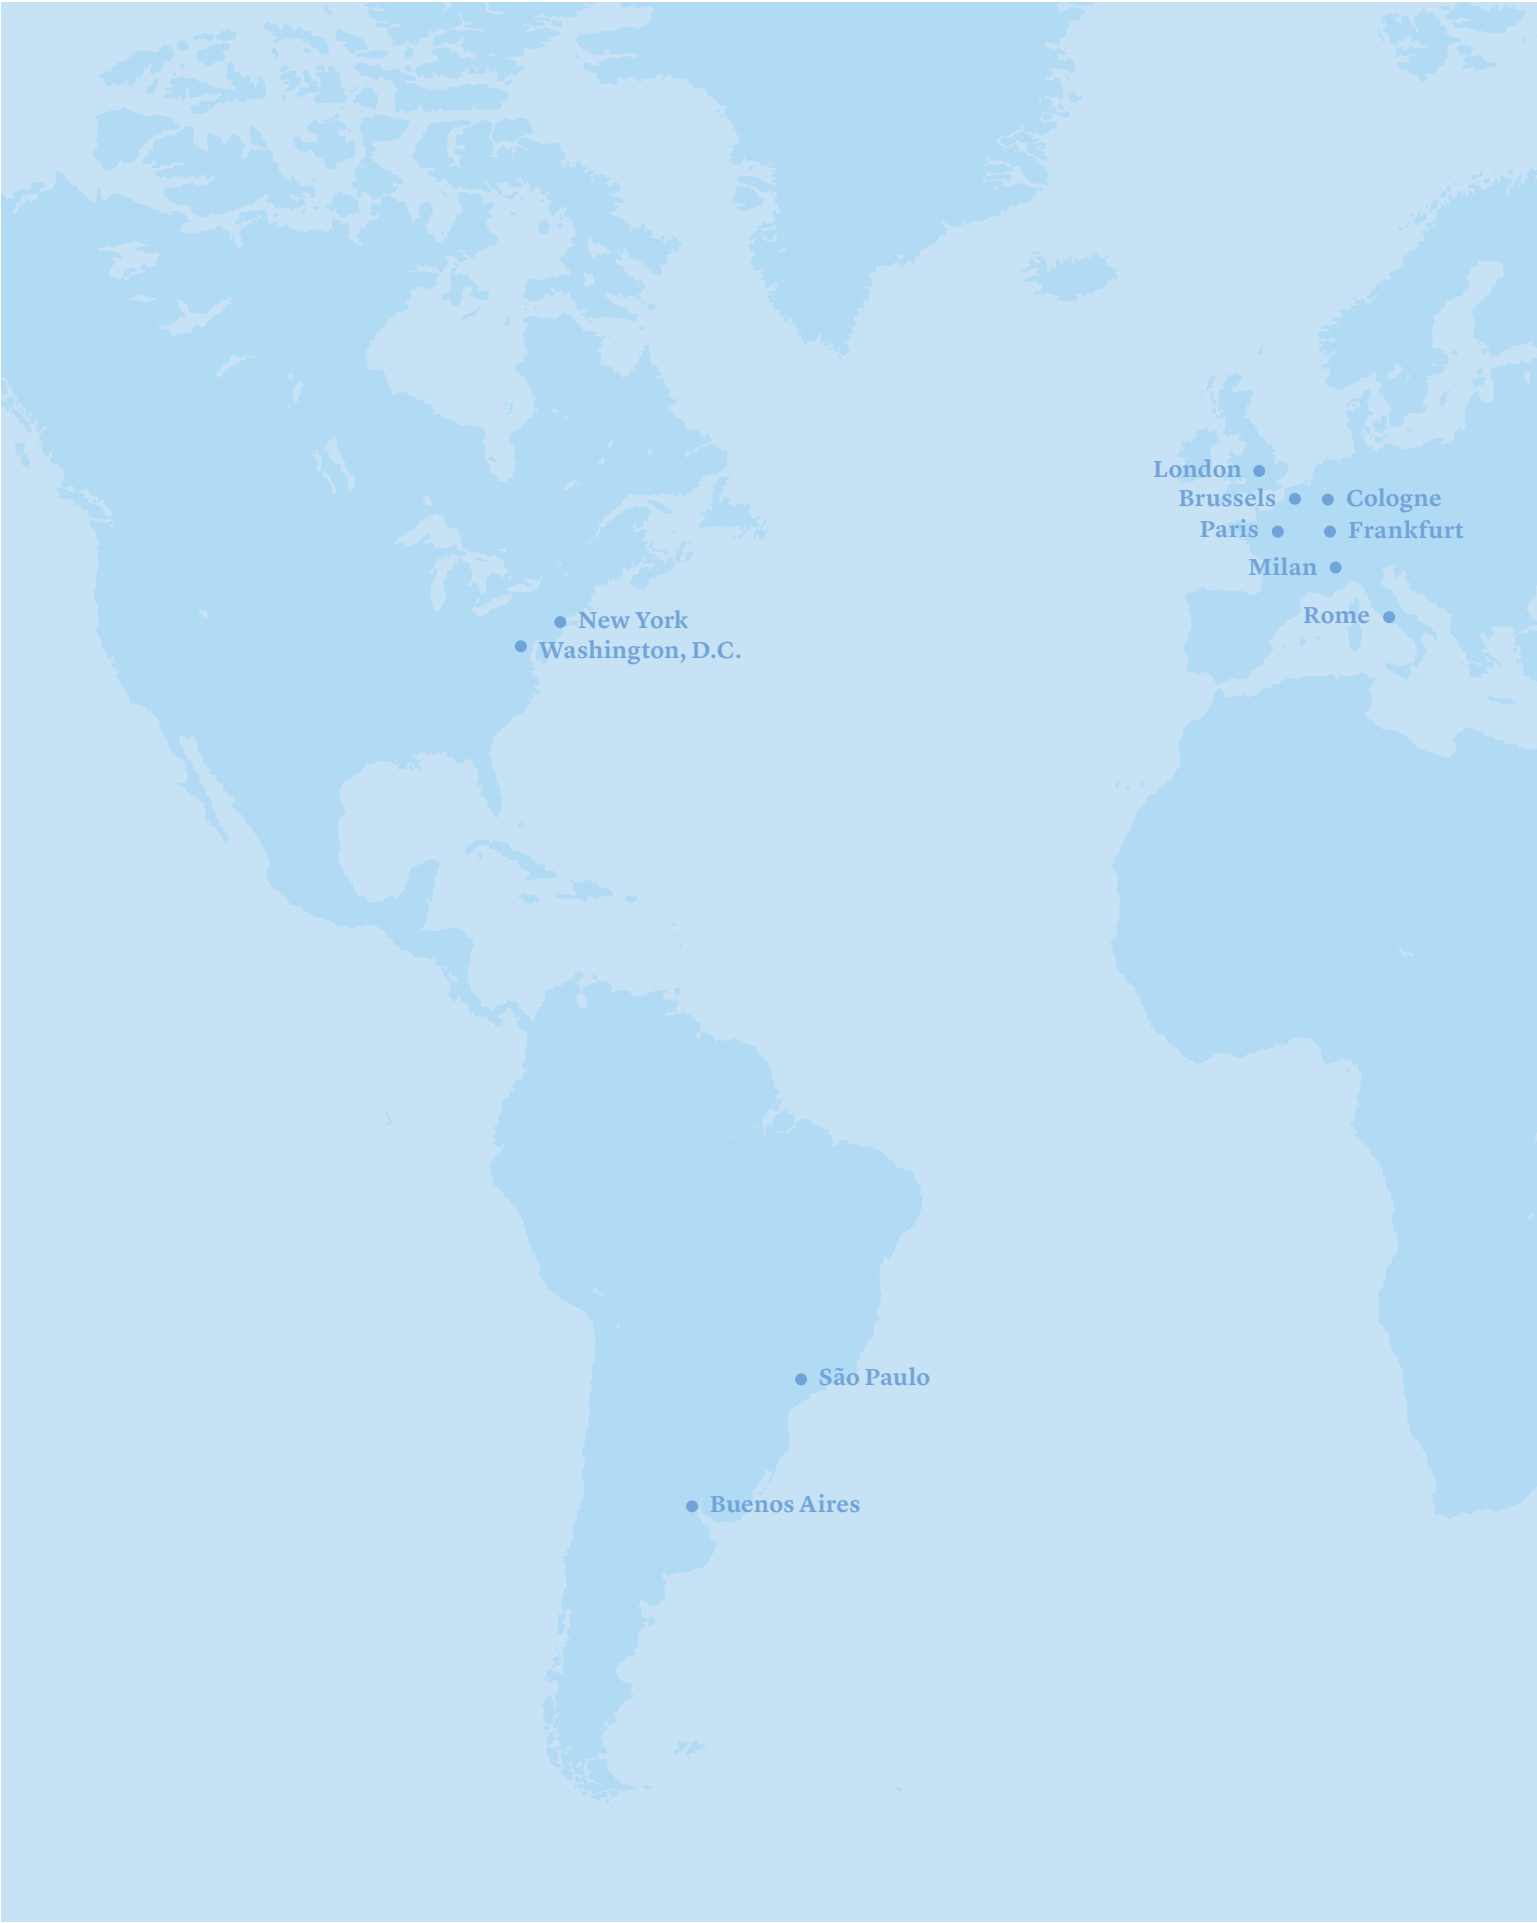 London
Brussels
Cologne
Paris
Frankfurt
Milan
Rome
New York
Washington, D.C.
São Paulo
Buenos Aires